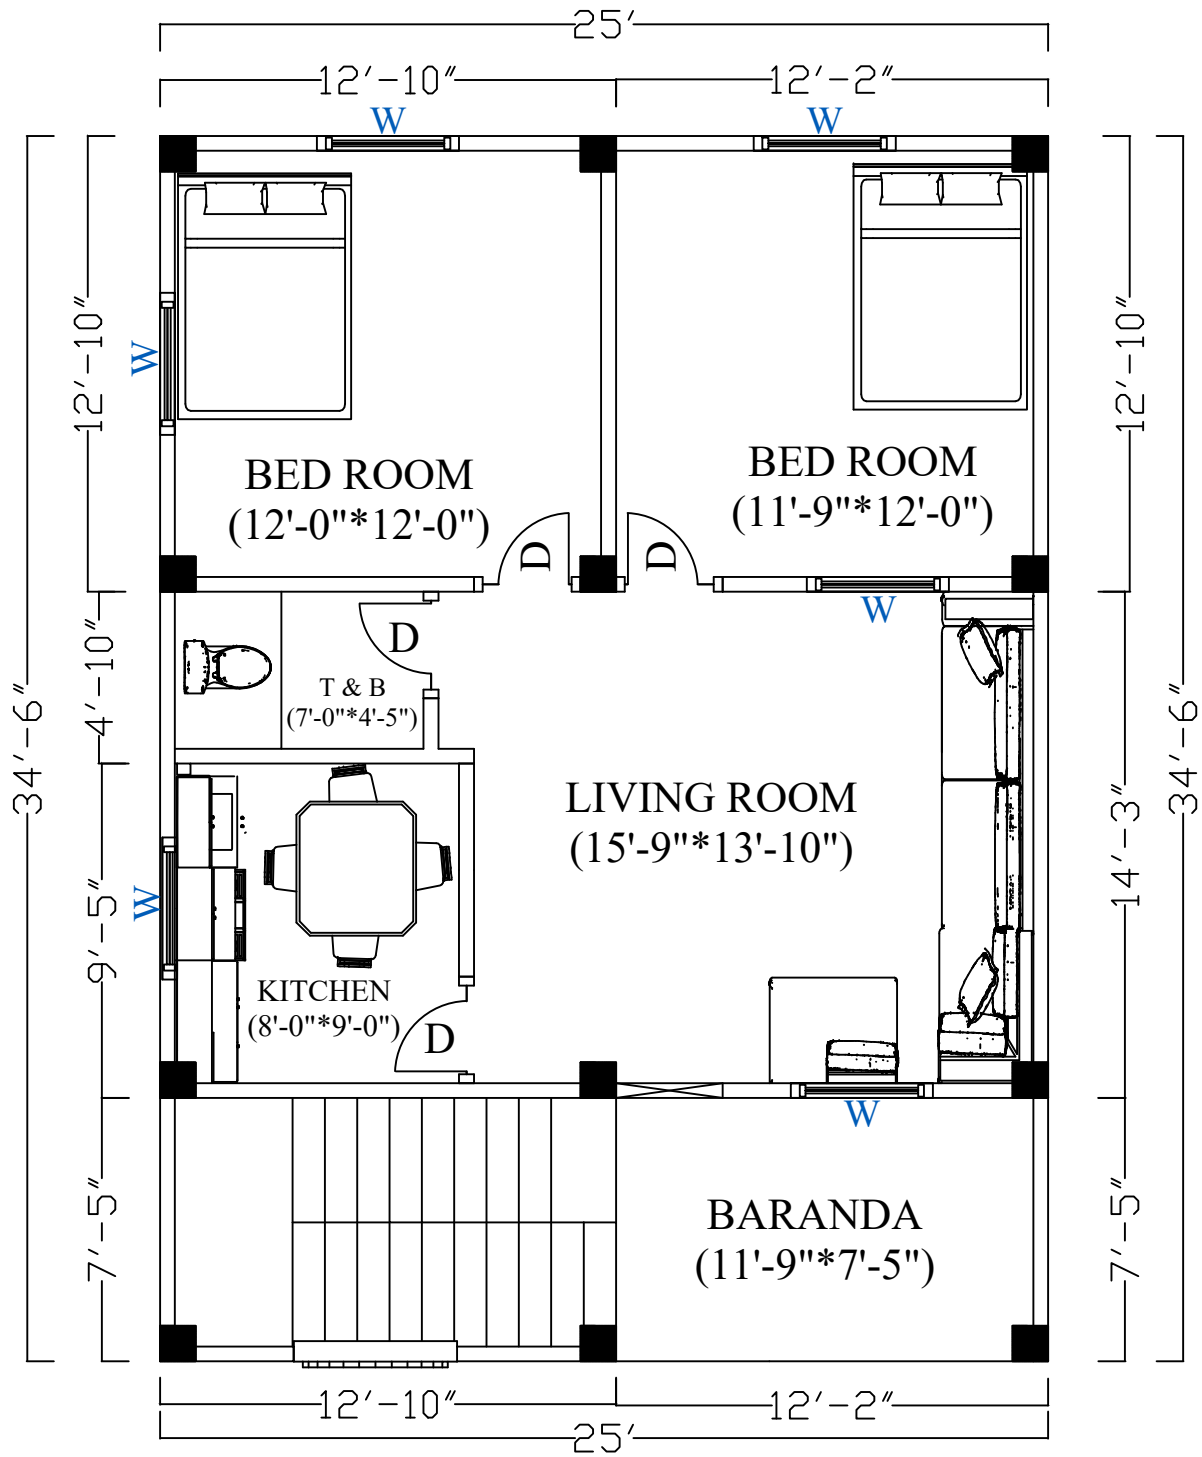 25'
12'-10" 12'-2"
W W
12'-10" 12'-10"
W
BED ROOM
(12'-0"*12'-0")
BED ROOM
(11'-9"*12'-0")
D D
W
4'-10"
D
T & B
(7'-0"*4'-5")
34'-6" 34'-6"
LIVING ROOM
(15'-9"*13'-10")
14'-3"
9'-5"
W
KITCHEN
(8'-0"*9'-0")
D
W
7'-5" 7'-5"
BARANDA
(11'-9"*7'-5")
12'-10" 12'-2"
25'